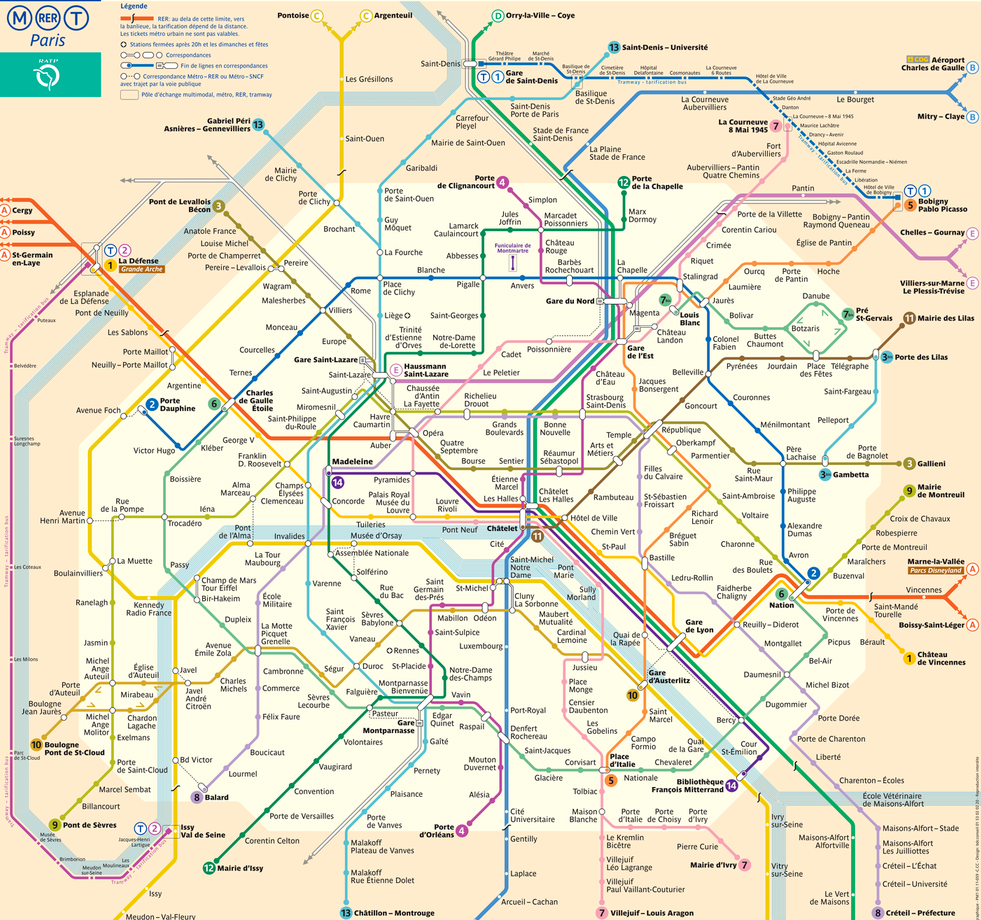 M RER T
Paris
RATP
Légende
RER: au dela de cette limite, vers
la banlieue, la tarification dépend de la distance.
Les tickets métro urbain ne sont pas valables.
Stations fermées après 20h et les dimanches et fêtes
Correspondances
Fin de lignes en correspondances
Correspondance Métro – RER ou Métro – SNCF
avec trajet par la voie publique
Pôle d'échange multimodal, métro, RER, tramway
Pontoise C
C Argenteuil
D Orry-la-Ville – Coye
13 Saint-Denis – Université
Les Grésillons
Saint-Denis
Théâtre
Gérard Philipe
Marché
de St-Denis
T 1 Gare
de Saint-Denis
Basilique de
St-Denis
Cimetière
de St-Denis
Hôpital
Delafontaine
Cosmonautes
La Courneuve
6 Routes
Hôtel de Ville
de La Courneuve
Tramway - tarification bus
Basilique
de St-Denis
Aéroport
Charles de Gaulle B
Mitry – Claye B
Le Bourget
La Courneuve
Aubervilliers
Stade Géo André
Danton
La Courneuve – 8 Mai 1945
Maurice Lachâtre
Drancy – Avenir
Hôpital Avicenne
Gaston Roulaud
Escadrille Normandie – Niémen
La Ferme
Libération
Hôtel de Ville
de Bobigny
T 1
5 Bobigny
Pablo Picasso
Gabriel Péri
Asnières – Gennevilliers 13
Saint-Ouen
Carrefour
Pleyel
Saint-Denis
Porte de Paris
Mairie de Saint-Ouen
Stade de France
Saint-Denis
La Plaine
Stade de France
La Courneuve
8 Mai 1945 7
Fort
d'Aubervilliers
Aubervilliers – Pantin
Quatre Chemins
Garibaldi
Mairie
de Clichy
Porte
de Clichy
Brochant
Porte
de Saint-Ouen
Guy
Môquet
La Fourche
Porte
de Clignancourt 4
Simplon
Jules
Joffrin
Marcadet
Poissonniers
12 Porte
de la Chapelle
Marx
Dormoy
Lamarck
Caulaincourt
Abbesses
Funiculaire de
Montmartre
Château
Rouge
Barbès
Rochechouart
La
Chapelle
Pantin
Porte de la Villette
Corentin Cariou
Crimée
Riquet
Stalingrad
Bobigny – Pantin
Raymond Queneau
Église de Pantin
Hoche
Porte
de Pantin
Ourcq
Laumière
Jaurès
Chelles – Gournay E
Villiers-sur-Marne
Le Plessis-Trévise E
A Cergy
A Poissy
A St-Germain
en-Laye
T 2
1 La Défense
Grande Arche
Esplanade
de La Défense
Pont de Neuilly
Les Sablons
Porte Maillot
Neuilly – Porte Maillot
Pont de Levallois
Bécon 3
Anatole France
Louise Michel
Porte de Champerret
Pereire – Levallois
Pereire
Wagram
Malesherbes
Villiers
Monceau
Courcelles
Ternes
Rome
Place
de Clichy
Blanche
Pigalle
Anvers
Gare du Nord
Magenta
Liège
Europe
Saint-Georges
Trinité
d'Estienne
d'Orves
Notre-Dame
de-Lorette
Cadet
Poissonnière
Le Peletier
Gare
de l'Est
Château
Landon
7bis Louis
Blanc
Bolivar
Buttes
Chaumont
Botzaris
Danube
7bis Pré
St-Gervais
11 Mairie des Lilas
3bis Porte des Lilas
Place
des Fêtes
Télégraphe
Jourdain
Pyrénées
Belleville
Colonel
Fabien
Saint-Fargeau
Pelleport
3bis Gambetta
Porte
de Bagnolet
3 Gallieni
Gare Saint-Lazare
Saint-Lazare
E Haussmann
Saint-Lazare
Saint-Augustin
Miromesnil
Saint-Philippe
du-Roule
Chaussée
d'Antin
La Fayette
Havre
Caumartin
Auber
Opéra
Richelieu
Drouot
Grands
Boulevards
Bonne
Nouvelle
Strasbourg
Saint-Denis
Château
d'Eau
Jacques
Bonsergent
Goncourt
République
Couronnes
Ménilmontant
Père
Lachaise
Philippe
Auguste
Alexandre
Dumas
Avron
Argentine
Avenue Foch
2 Porte
Dauphine
Victor Hugo
6
Charles
de Gaulle
Étoile
Kléber
Boissière
George V
Franklin
D. Roosevelt
Alma
Marceau
Iéna
Trocadéro
Rue
de la Pompe
Avenue
Henri Martin
Champs
Élysées
Clemenceau
Madeleine
14
Concorde
Pyramides
Quatre
Septembre
Bourse
Sentier
Réaumur
Sébastopol
Arts et
Métiers
Temple
Oberkampf
Parmentier
Rue
Saint-Maur
Saint-Ambroise
Voltaire
Charonne
Rue
des Boulets
Filles
du Calvaire
St-Sébastien
Froissart
Richard
Lenoir
Chemin Vert
Bréguet
Sabin
Palais Royal
Musée du
Louvre
Louvre
Rivoli
Tuileries
Pont Neuf
Étienne
Marcel
Les Halles
Châtelet
Les Halles
Châtelet
11
Rambuteau
Hôtel de Ville
St-Paul
Bastille
Ledru-Rollin
Faidherbe
Chaligny
9 Mairie
de Montreuil
Croix de Chavaux
Robespierre
Porte de Montreuil
Maraîchers
Buzenval
2
6 Nation
Marne-la-Vallée
Parcs Disneyland A
Vincennes
Boissy-Saint-Léger A
Saint-Mandé
Tourelle
Porte de
Vincennes
Bérault
1 Château
de Vincennes
Picpus
Bel-Air
Reuilly – Diderot
Montgallet
Daumesnil
Michel Bizot
Dugommier
Porte Dorée
Porte de Charenton
Liberté
Charenton – Écoles
École Vétérinaire
de Maisons-Alfort
Maisons-Alfort – Stade
Maisons-Alfort
Les Juilliottes
Créteil – L'Échat
Créteil – Université
8 Créteil – Préfecture
Maisons-Alfort
Alfortville
Le Vert
de Maisons
Pont
de l'Alma
Invalides
Musée d'Orsay
Assemblée Nationale
Solférino
Rue
du Bac
La Tour
Maubourg
École
Militaire
Varenne
Saint
François
Xavier
Sèvres
Babylone
Vaneau
Saint
Germain
des-Prés
Mabillon
Odéon
Saint-Sulpice
Rennes
St-Placide
Cité
St-Michel
Saint-Michel
Notre
Dame
Cluny
La Sorbonne
Maubert
Mutualité
Cardinal
Lemoine
Pont
Marie
Sully
Morland
Jussieu
Place
Monge
Censier
Daubenton
Les
Gobelins
Luxembourg
Port-Royal
Quai de
la Rapée
Gare
de Lyon
Gare
d'Austerlitz
10
Saint
Marcel
Campo
Formio
Place
d'Italie
5
Nationale
Chevaleret
Quai
de la Gare
Bercy
Cour
St-Émilion
Bibliothèque
François Mitterrand 14
Ivry
sur-Seine
Vitry
sur-Seine
La Muette
Boulainvilliers
Ranelagh
Jasmin
Michel
Ange
Auteuil
Porte
d'Auteuil
Église
d'Auteuil
Mirabeau
Michel
Ange
Molitor
Chardon
Lagache
Boulogne
Jean Jaurès
10 Boulogne
Pont de St-Cloud
Exelmans
Porte
de Saint-Cloud
Marcel Sembat
Billancourt
9 Pont de Sèvres
Passy
Kennedy
Radio France
Champ de Mars
Tour Eiffel
Bir-Hakeim
Dupleix
La Motte
Picquet
Grenelle
Avenue
Émile Zola
Charles
Michels
Javel
Javel
André
Citroën
Cambronne
Commerce
Félix Faure
Boucicaut
Lourmel
8 Balard
Bd Victor
Ségur
Duroc
Sèvres
Lecourbe
Falguière
Pasteur
Montparnasse
Bienvenüe
Notre-Dame
des-Champs
Vavin
Edgar
Quinet
Raspail
Gare
Montparnasse
Gaîté
Pernety
Plaisance
Porte
de Vanves
Malakoff
Plateau de Vanves
Malakoff
Rue Étienne Dolet
13 Châtillon – Montrouge
Volontaires
Vaugirard
Convention
Porte de Versailles
Corentin Celton
12 Mairie d'Issy
T 2 Issy
Val de Seine
Issy
Meudon – Val-Fleury
Denfert
Rochereau
Mouton
Duvernet
Alésia
Porte
d'Orléans 4
Saint-Jacques
Glacière
Corvisart
Cité
Universitaire
Gentilly
Laplace
Arcueil – Cachan
Tolbiac
Maison
Blanche
Porte
d'Italie
Porte
de Choisy
Porte
d'Ivry
Pierre Curie
Mairie d'Ivry 7
Le Kremlin
Bicêtre
Villejuif
Léo Lagrange
Villejuif
Paul Vaillant-Couturier
7 Villejuif – Louis Aragon
Puteaux
Belvédère
Suresnes
Longchamp
Les Coteaux
Les Milons
Parc
de St-Cloud
Musée
de Sèvres
Brimborion
Meudon
sur-Seine
Les
Moulineaux
Jacques-Henri
Lartigue
Tramway - tarification bus